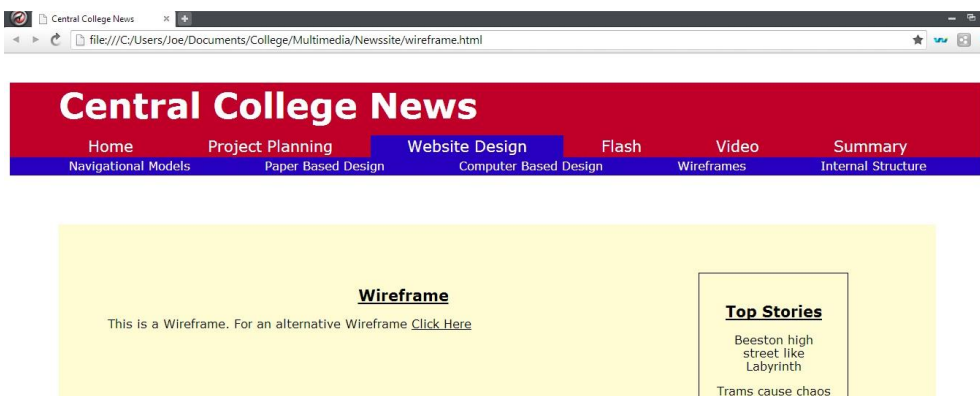 Central College News
file:///C:/Users/Joe/Documents/College/Multimedia/Newssite/wireframe.html
Central College News
Home Project Planning Website Design Flash Video Summary
Navigational Models Paper Based Design Computer Based Design Wireframes Internal Structure
Wireframe
This is a Wireframe. For an alternative Wireframe Click Here
Top Stories
Beeston high
street like
Labyrinth
Trams cause chaos